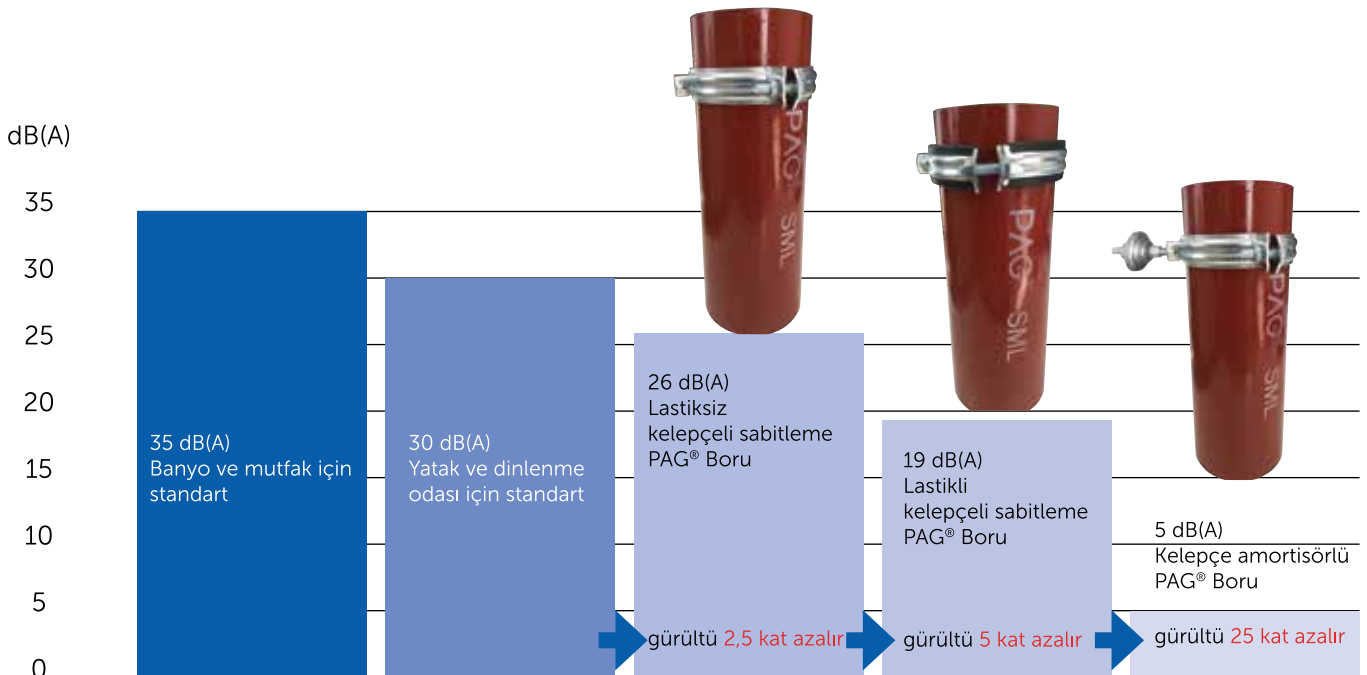 dB(A)
35
30
25
20
15
10
5
0
35 dB(A)
Banyo ve mutfak için
standart
30 dB(A)
Yatak ve dinlenme
odası için standart
PAG SML
26 dB(A)
Lastiksiz
kelepçeli sabitleme
PAG® Boru
gürültü 2,5 kat azalır
PAG SML
19 dB(A)
Lastikli
kelepçeli sabitleme
PAG® Boru
gürültü 5 kat azalır
PAG SML
5 dB(A)
Kelepçe amortisörlü
PAG® Boru
gürültü 25 kat azalır